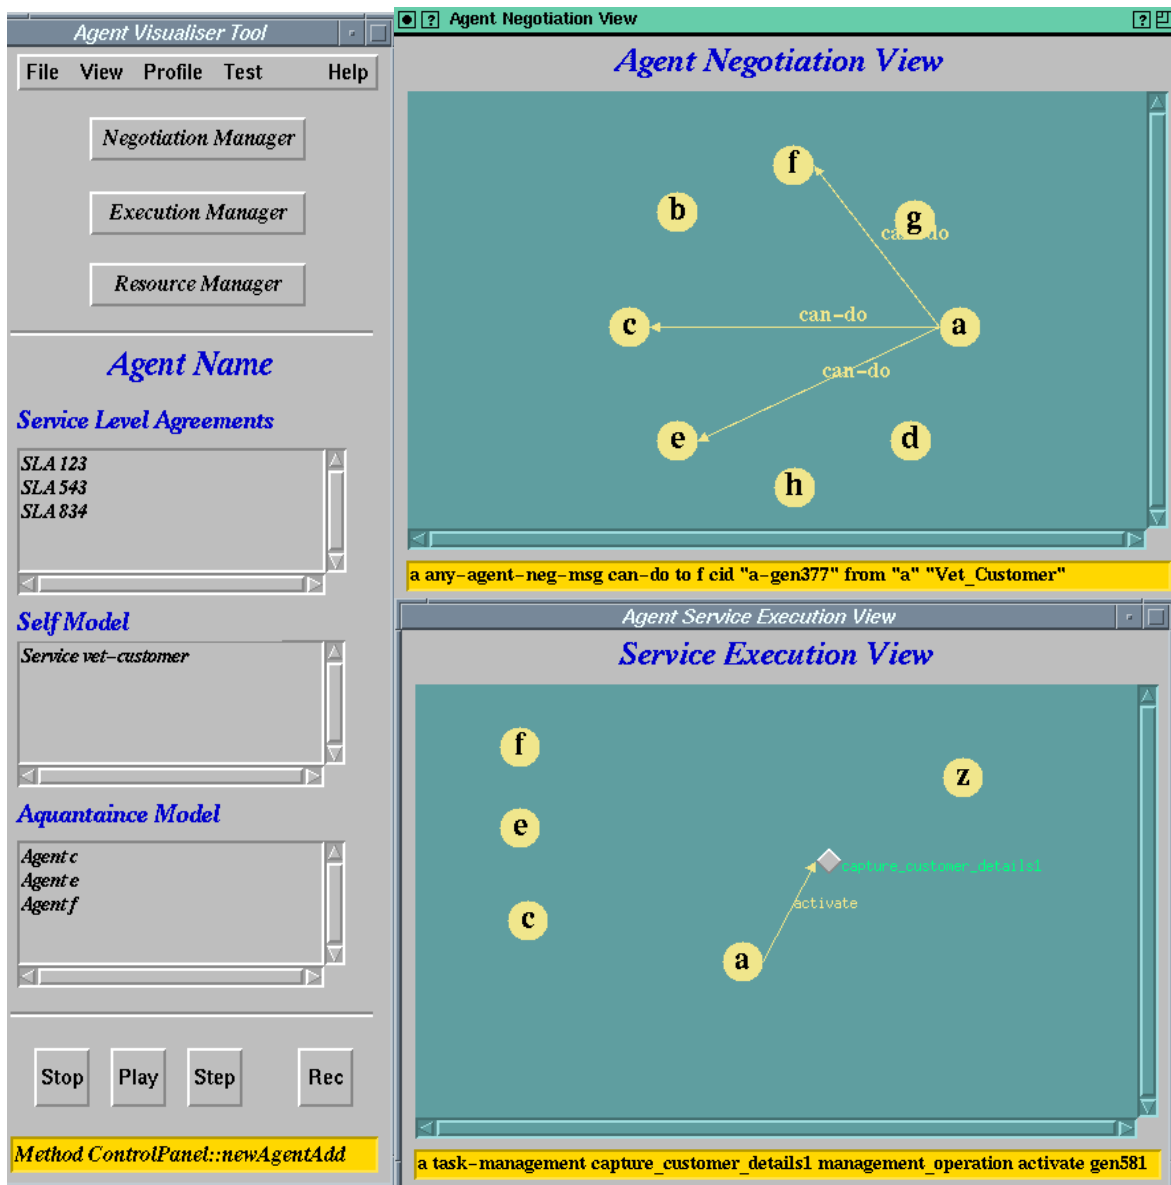 Agent Visualiser Tool
File View Profile Test Help
Negotiation Manager
Execution Manager
Resource Manager
Agent Name
Service Level Agreements
SLA 123
SLA 543
SLA 834
Self Model
Service vet-customer
Aquantaince Model
Agent c
Agent e
Agent f
Stop Play Step Rec
Method ControlPanel::newAgentAdd
? Agent Negotiation View ?
Agent Negotiation View
f
b
g
can-do
c
can-do
a
can-do
e
d
h
a any-agent-neg-msg can-do to f cid "a-gen377" from "a" "Vet_Customer"
Agent Service Execution View
Service Execution View
f
z
e
capture_customer_details1
activate
c
a
a task-management capture_customer_details1 management_operation activate gen581